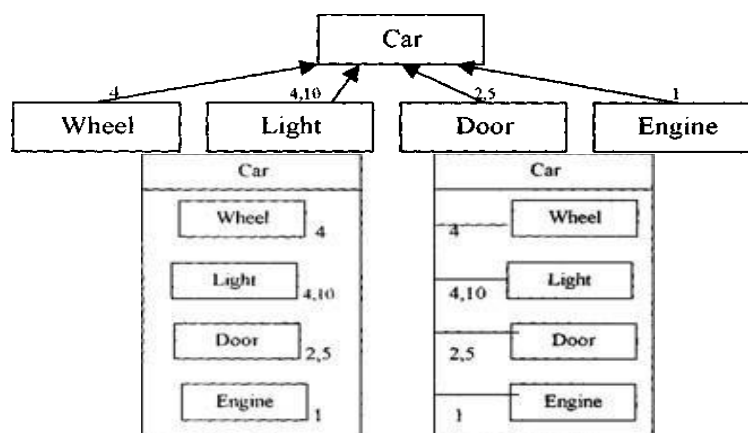 Car
4 4,10 2,5 1
Wheel Light Door Engine
Car Car
Wheel 4 4 Wheel
Light 4,10 4,10 Light
Door 2,5 2,5 Door
Engine 1 1 Engine